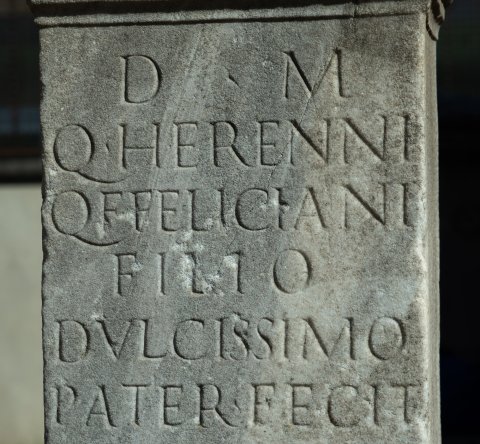 D · M
Q · HERENNI
Q F FELICIANI
FILIO
DVLCISSIMO
PATER · FECIT